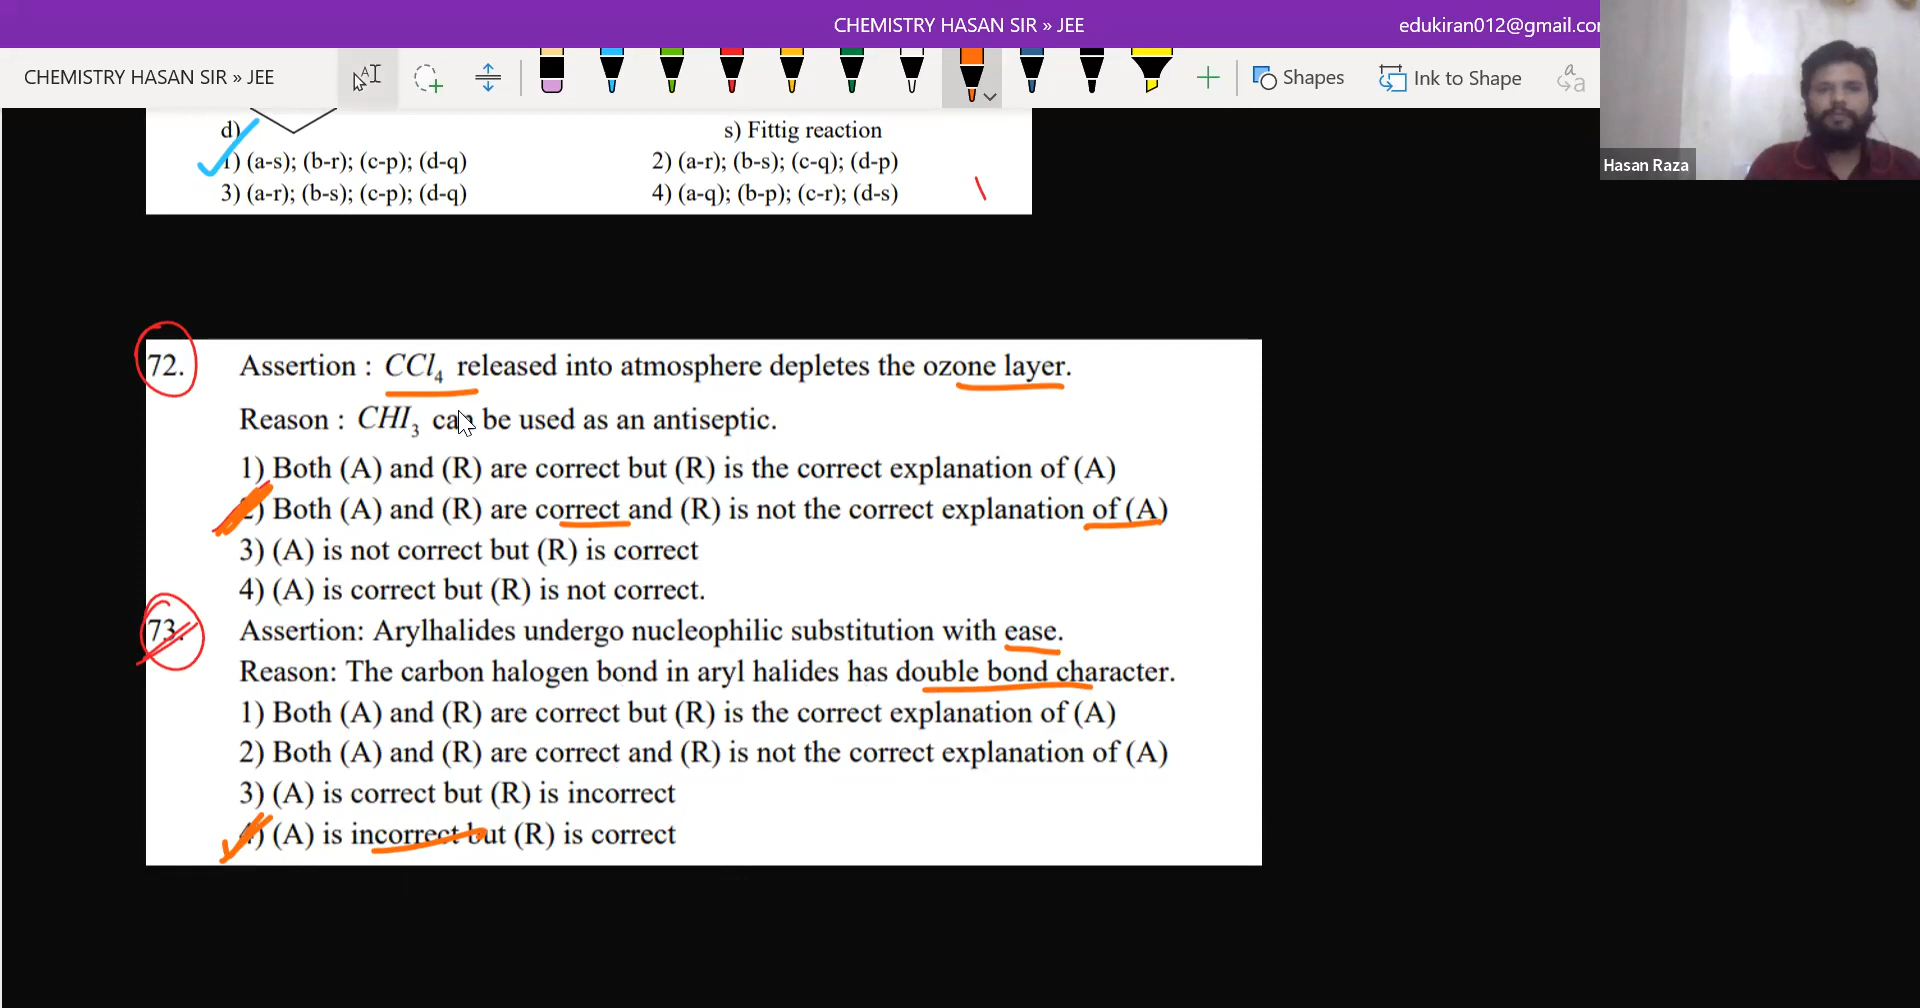 CHEMISTRY HASAN SIR » JEE
edukiran012@gmail.co
CHEMISTRY HASAN SIR » JEE
Shapes
Ink to Shape
Hasan Raza
d)
s) Fittig reaction
1) (a-s); (b-r); (c-p); (d-q)
2) (a-r); (b-s); (c-q); (d-p)
3) (a-r); (b-s); (c-p); (d-q)
4) (a-q); (b-p); (c-r); (d-s)
72. Assertion : CCl₄ released into atmosphere depletes the ozone layer.
Reason : CHI₃ can be used as an antiseptic.
1) Both (A) and (R) are correct but (R) is the correct explanation of (A)
2) Both (A) and (R) are correct and (R) is not the correct explanation of (A)
3) (A) is not correct but (R) is correct
4) (A) is correct but (R) is not correct.
73. Assertion: Arylhalides undergo nucleophilic substitution with ease.
Reason: The carbon halogen bond in aryl halides has double bond character.
1) Both (A) and (R) are correct but (R) is the correct explanation of (A)
2) Both (A) and (R) are correct and (R) is not the correct explanation of (A)
3) (A) is correct but (R) is incorrect
4) (A) is incorrect but (R) is correct